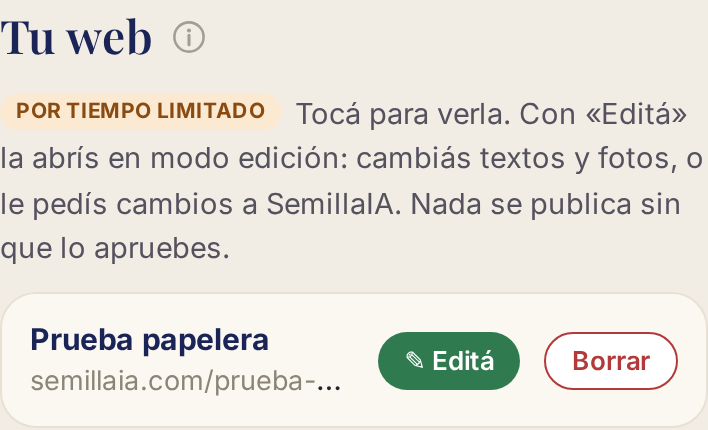 Tu web
POR TIEMPO LIMITADO Tocá para verla. Con «Editá»
la abrís en modo edición: cambiás textos y fotos, o
le pedís cambios a SemillaIA. Nada se publica sin
que lo apruebes.
Prueba papelera
semillaia.com/prueba-...
✎ Editá
Borrar